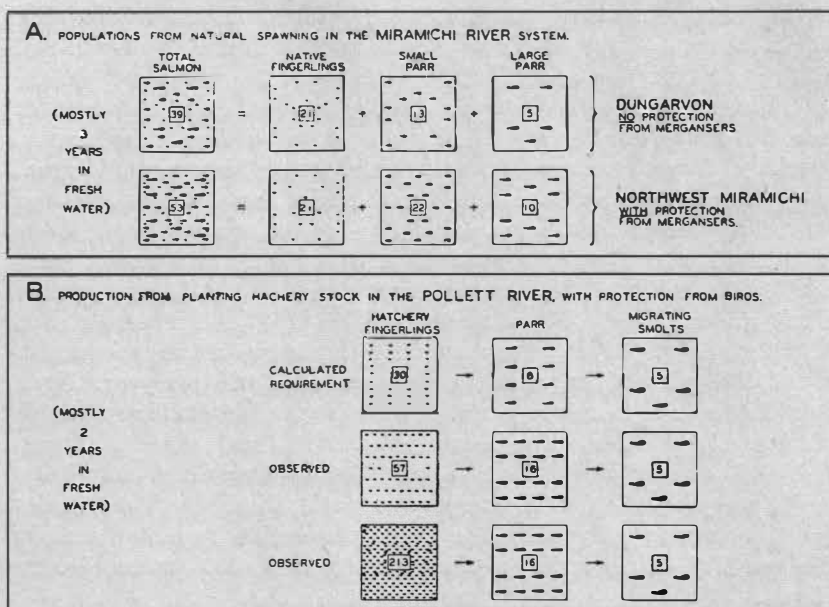 A. POPULATIONS FROM NATURAL SPAWNING IN THE MIRAMICHI RIVER SYSTEM.
TOTAL SALMON
NATIVE FINGERLINGS
SMALL PARR
LARGE PARR
(MOSTLY 3 YEARS IN FRESH WATER)
39 = 21 + 13 + 5
DUNGARVON
NO PROTECTION
FROM MERGANSERS
53 = 21 + 22 + 10
NORTHWEST MIRAMICHI
WITH PROTECTION
FROM MERGANSERS.
B. PRODUCTION FROM PLANTING HACHERY STOCK IN THE POLLETT RIVER, WITH PROTECTION FROM BIRDS.
HATCHERY FINGERLINGS
PARR
MIGRATING SMOLTS
(MOSTLY 2 YEARS IN FRESH WATER)
CALCULATED REQUIREMENT
30 → 8 → 5
OBSERVED
57 → 16 → 5
OBSERVED
213 → 16 → 5